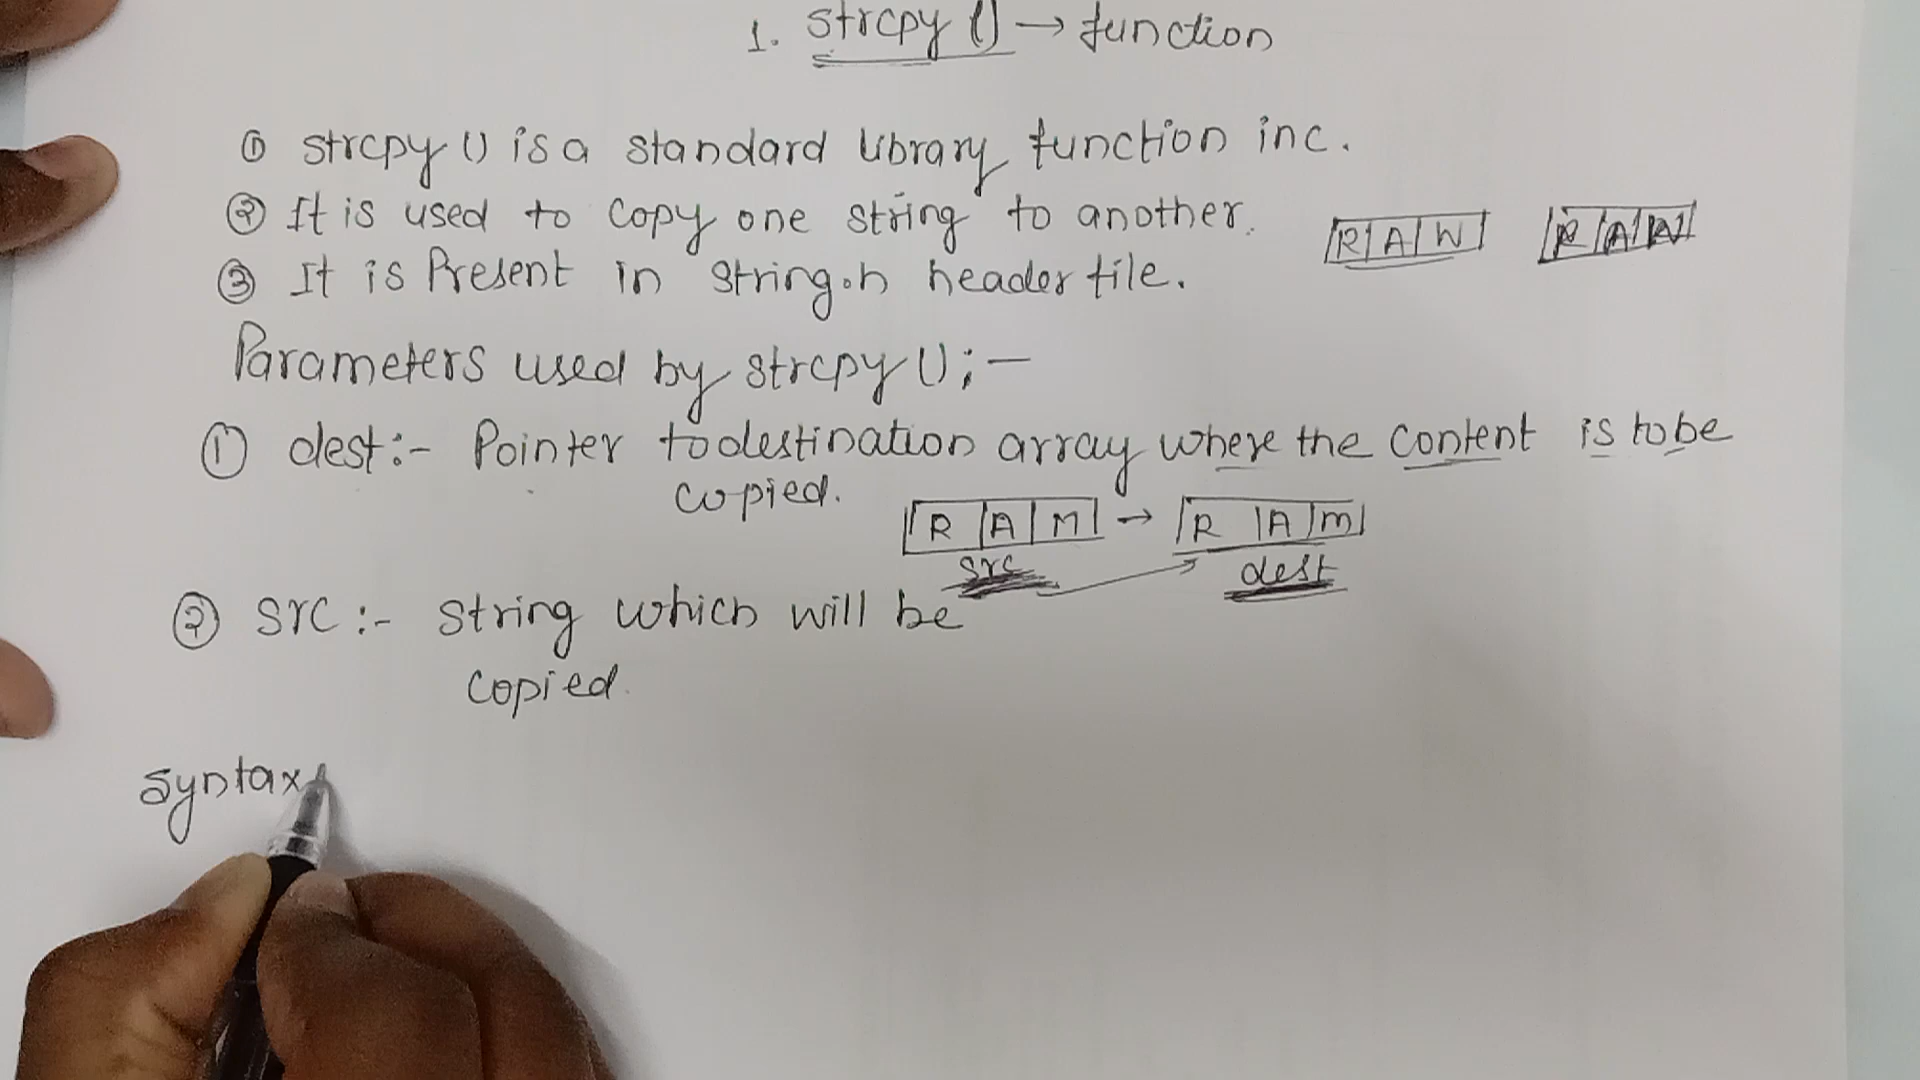 1. strcpy () → function
① strcpy () is a standard library function in c.
② It is used to copy one string to another.
R A W
R A W
③ It is Present in string.h header file.
Parameters used by strcpy () ; —
① dest :- Pointer to destination array where the content is to be
copied.
R A M → R A M
src dest
② src :- string which will be
copied.
Syntax